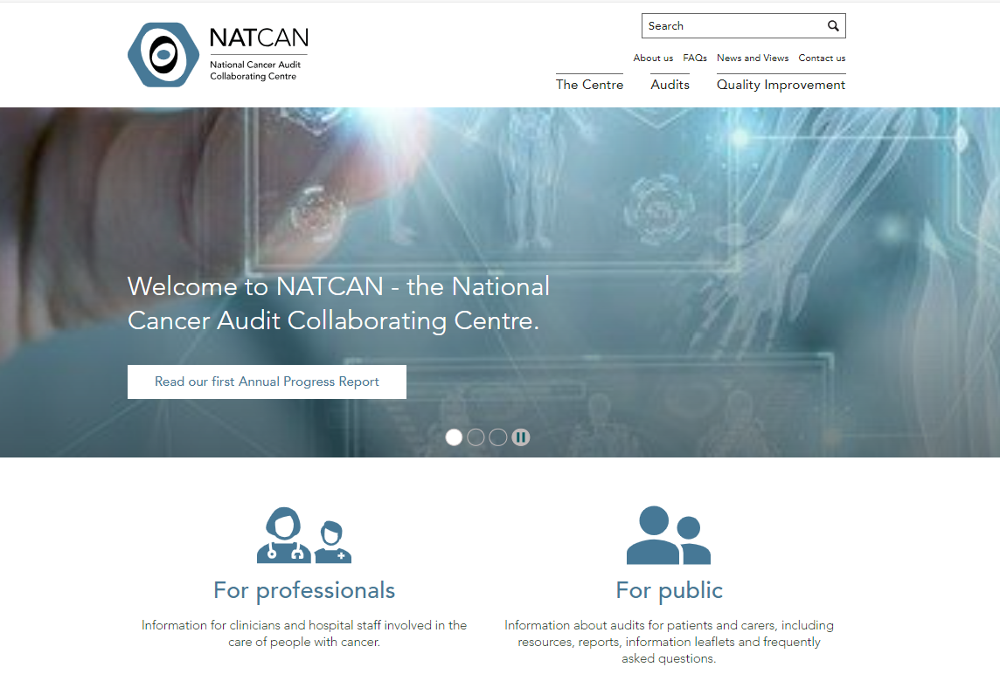 NATCAN
National Cancer Audit
Collaborating Centre
Search
About us FAQs News and Views Contact us
The Centre Audits Quality Improvement
Welcome to NATCAN - the National
Cancer Audit Collaborating Centre.
Read our first Annual Progress Report
For professionals
Information for clinicians and hospital staff involved in the
care of people with cancer.
For public
Information about audits for patients and carers, including
resources, reports, information leaflets and frequently
asked questions.